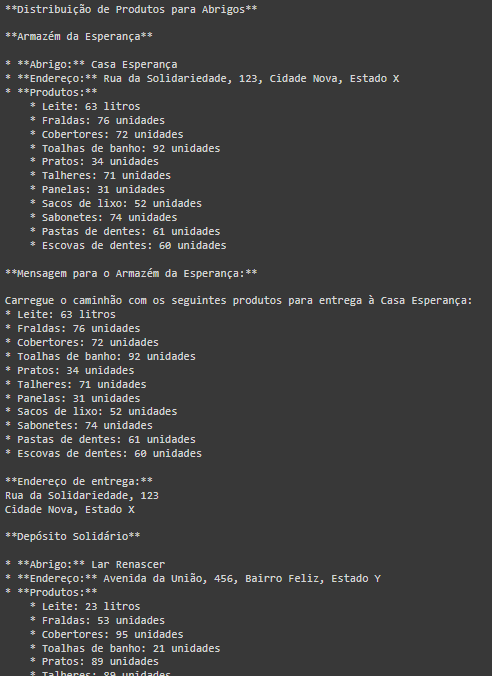 **Distribuição de Produtos para Abrigos**
**Armazém da Esperança**
* **Abrigo:** Casa Esperança
* **Endereço:** Rua da Solidariedade, 123, Cidade Nova, Estado X
* **Produtos:**
* Leite: 63 litros
* Fraldas: 76 unidades
* Cobertores: 72 unidades
* Toalhas de banho: 92 unidades
* Pratos: 34 unidades
* Talheres: 71 unidades
* Panelas: 31 unidades
* Sacos de lixo: 52 unidades
* Sabonetes: 74 unidades
* Pastas de dentes: 61 unidades
* Escovas de dentes: 60 unidades
**Mensagem para o Armazém da Esperança:**
Carregue o caminhão com os seguintes produtos para entrega à Casa Esperança:
* Leite: 63 litros
* Fraldas: 76 unidades
* Cobertores: 72 unidades
* Toalhas de banho: 92 unidades
* Pratos: 34 unidades
* Talheres: 71 unidades
* Panelas: 31 unidades
* Sacos de lixo: 52 unidades
* Sabonetes: 74 unidades
* Pastas de dentes: 61 unidades
* Escovas de dentes: 60 unidades
**Endereço de entrega:**
Rua da Solidariedade, 123
Cidade Nova, Estado X
**Depósito Solidário**
* **Abrigo:** Lar Renascer
* **Endereço:** Avenida da União, 456, Bairro Feliz, Estado Y
* **Produtos:**
* Leite: 23 litros
* Fraldas: 53 unidades
* Cobertores: 95 unidades
* Toalhas de banho: 21 unidades
* Pratos: 89 unidades
* Talheres: 89 unidades